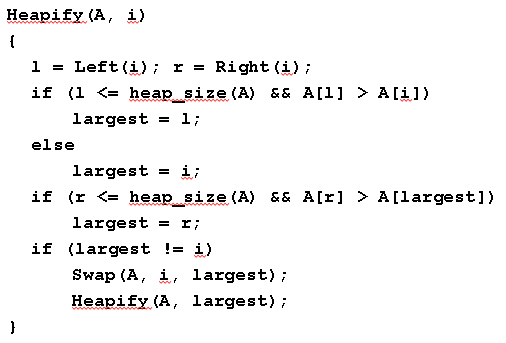 Heapify(A, i)
{
l = Left(i); r = Right(i);
if (l <= heap_size(A) && A[l] > A[i])
largest = l;
else
largest = i;
if (r <= heap_size(A) && A[r] > A[largest])
largest = r;
if (largest != i)
Swap(A, i, largest);
Heapify(A, largest);
}